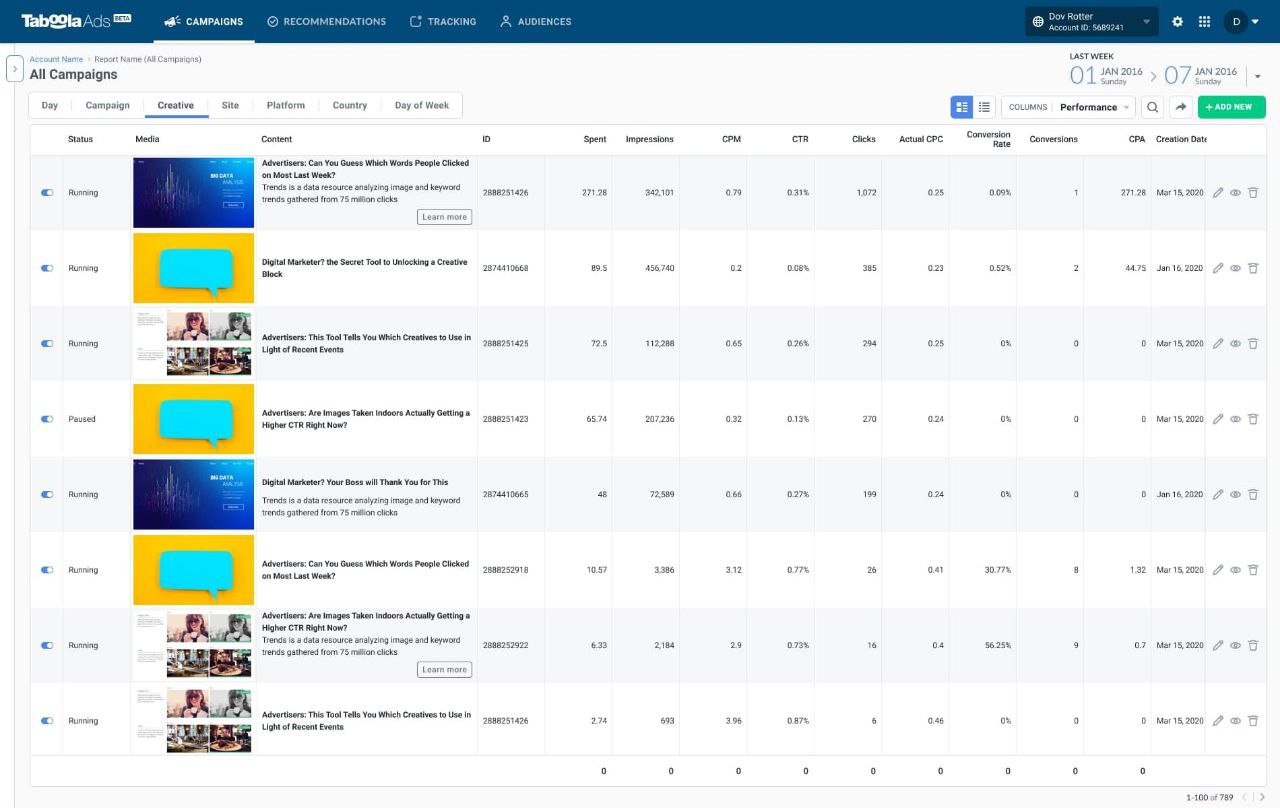 Taboola Ads BETA
CAMPAIGNS
RECOMMENDATIONS
TRACKING
AUDIENCES
Dov Rotter
Account ID: 5689241
D
Account Name › Report Name (All Campaigns)
All Campaigns
LAST WEEK
01 JAN 2016 Sunday > 07 JAN 2016 Sunday
Day Campaign Creative Site Platform Country Day of Week
COLUMNS Performance
+ ADD NEW
Status Media Content ID Spent Impressions CPM CTR Clicks Actual CPC Conversion Rate Conversions CPA Creation Date
Advertisers: Can You Guess Which Words People Clicked
on Most Last Week?
Trends is a data resource analyzing image and keyword
trends gathered from 75 million clicks
Learn more
BIG DATA
ANALYSIS
Running 2888251426 271.28 342,101 0.79 0.31% 1,072 0.25 0.09% 1 271.28 Mar 15, 2020
Digital Marketer? the Secret Tool to Unlocking a Creative
Block
Running 2874410668 89.5 456,740 0.2 0.08% 385 0.23 0.52% 2 44.75 Jan 16, 2020
Advertisers: This Tool Tells You Which Creatives to Use in
Light of Recent Events
Running 2888251425 72.5 112,288 0.65 0.26% 294 0.25 0% 0 0 Mar 15, 2020
Advertisers: Are Images Taken Indoors Actually Getting a
Higher CTR Right Now?
Paused 2888251423 65.74 207,236 0.32 0.13% 270 0.24 0% 0 0 Mar 15, 2020
Digital Marketer? Your Boss will Thank You for This
Trends is a data resource analyzing image and keyword
trends gathered from 75 million clicks
BIG DATA
ANALYSIS
Running 2874410665 48 72,589 0.66 0.27% 199 0.24 0% 0 0 Jan 16, 2020
Advertisers: Can You Guess Which Words People Clicked
on Most Last Week?
Running 2888252918 10.57 3,386 3.12 0.77% 26 0.41 30.77% 8 1.32 Mar 15, 2020
Advertisers: Are Images Taken Indoors Actually Getting a
Higher CTR Right Now?
Trends is a data resource analyzing image and keyword
trends gathered from 75 million clicks
Learn more
Running 2888252922 6.33 2,184 2.9 0.73% 16 0.4 56.25% 9 0.7 Mar 15, 2020
Advertisers: This Tool Tells You Which Creatives to Use in
Light of Recent Events
Running 2888251426 2.74 693 3.96 0.87% 6 0.46 0% 0 0 Mar 15, 2020
0 0 0 0 0 0 0 0 0
1-100 of 789